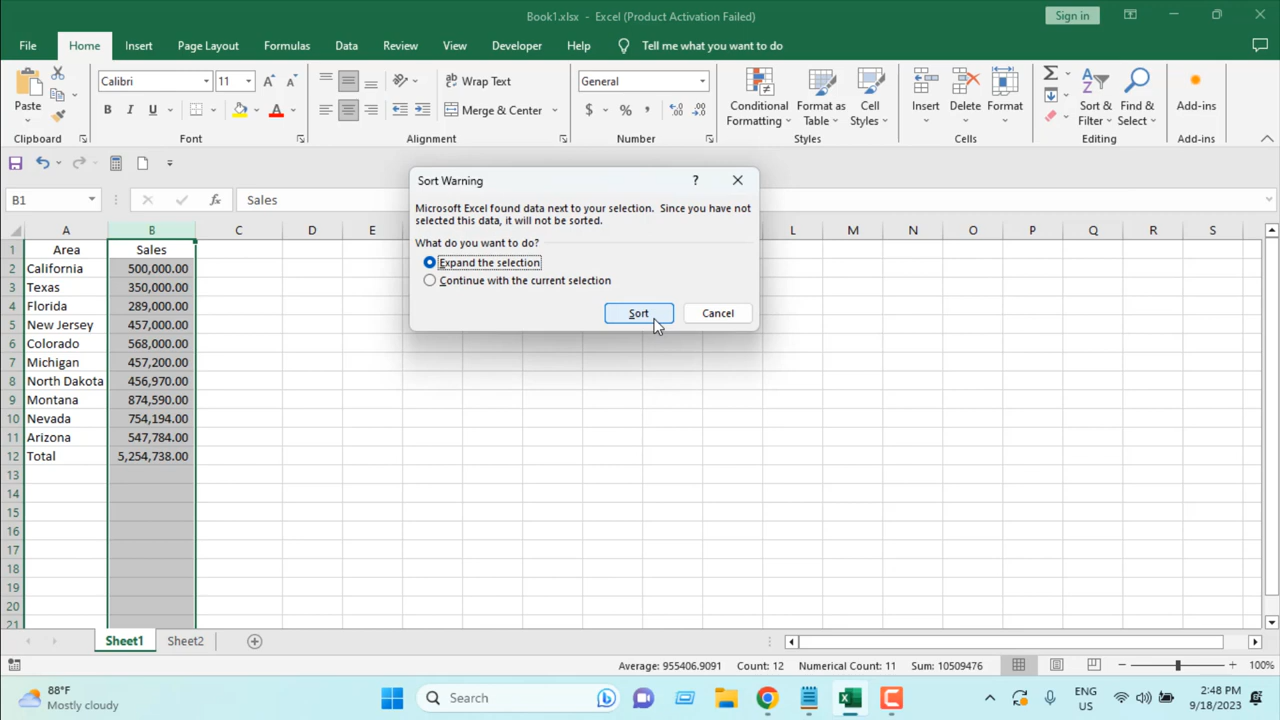 Book1.xlsx - Excel (Product Activation Failed)
Sign in
File Home Insert Page Layout Formulas Data Review View Developer Help Tell me what you want to do
Calibri 11 Wrap Text General
Paste B I U Merge & Center $ % , Conditional Formatting Format as Table Cell Styles Insert Delete Format Sort & Filter Find & Select Add-ins
Clipboard Font Alignment Number Styles Cells Editing Add-ins
B1 fx Sales
A B C D E L M N O P Q R S
1 Area Sales
2 California 500,000.00
3 Texas 350,000.00
4 Florida 289,000.00
5 New Jersey 457,000.00
6 Colorado 568,000.00
7 Michigan 457,200.00
8 North Dakota 456,970.00
9 Montana 874,590.00
10 Nevada 754,194.00
11 Arizona 547,784.00
12 Total 5,254,738.00
13
14
15
16
17
18
19
20
21
Sort Warning ?
Microsoft Excel found data next to your selection. Since you have not
selected this data, it will not be sorted.
What do you want to do?
Expand the selection
Continue with the current selection
Sort Cancel
Sheet1 Sheet2
Average: 955406.9091 Count: 12 Numerical Count: 11 Sum: 10509476 100%
88°F
Mostly cloudy
Search
ENG
US
2:48 PM
9/18/2023